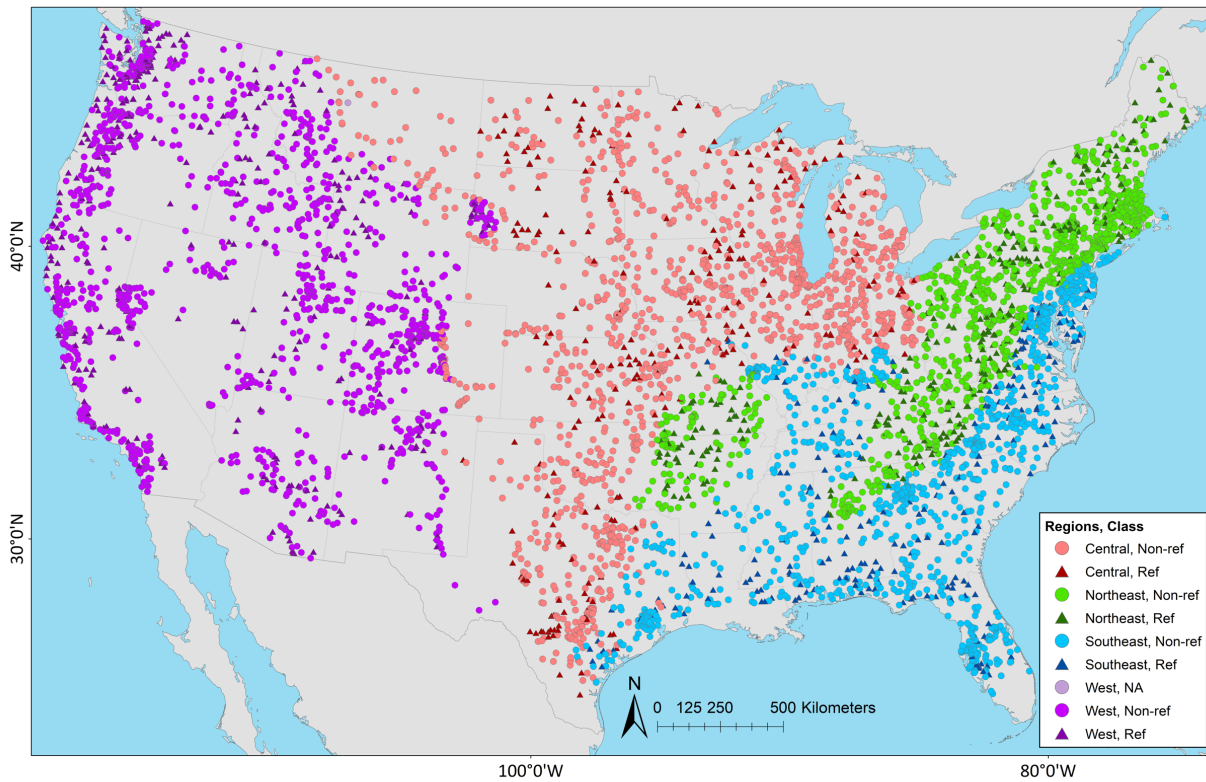 40°0'N
30°0'N
Regions, Class
Central, Non-ref
Central, Ref
Northeast, Non-ref
Northeast, Ref
Southeast, Non-ref
Southeast, Ref
West, NA
West, Non-ref
West, Ref
N
0 125 250 500 Kilometers
100°0'W 80°0'W